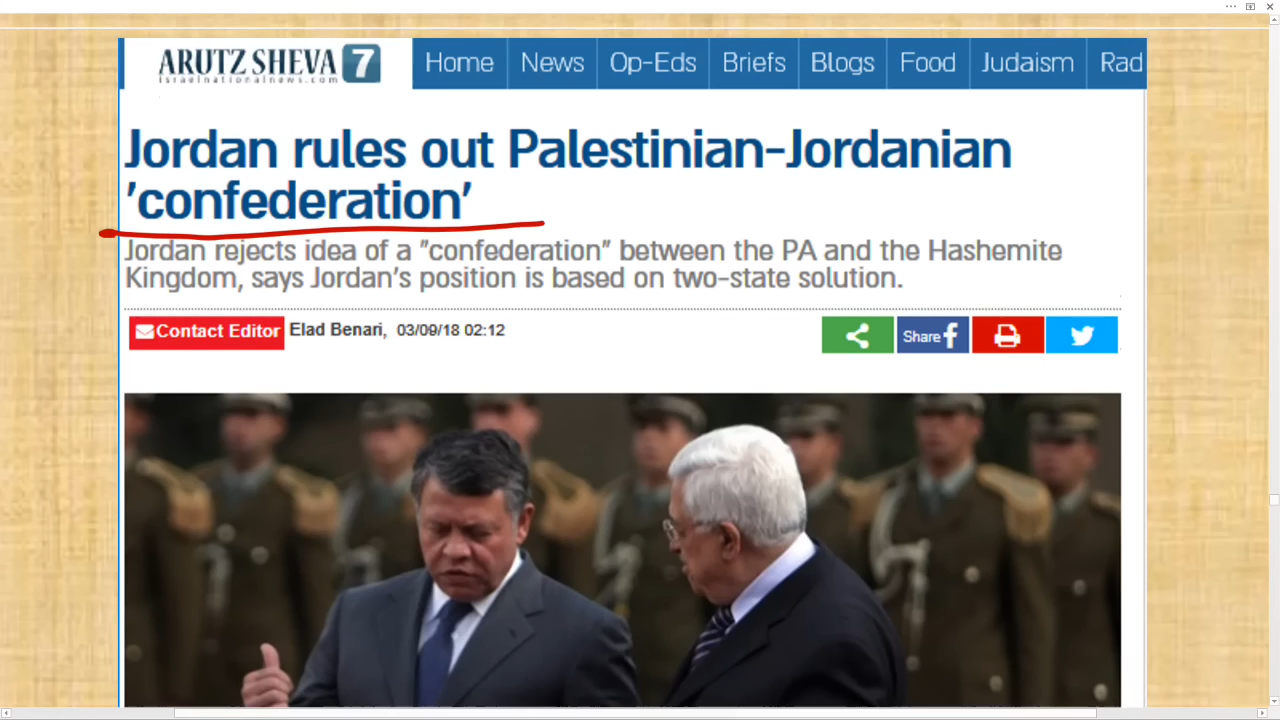 ARUTZ SHEVA 7
israelnationalnews.com
Home News Op-Eds Briefs Blogs Food Judaism Rad
Jordan rules out Palestinian-Jordanian
'confederation'
Jordan rejects idea of a "confederation" between the PA and the Hashemite
Kingdom, says Jordan's position is based on two-state solution.
Contact Editor Elad Benari, 03/09/18 02:12
Share